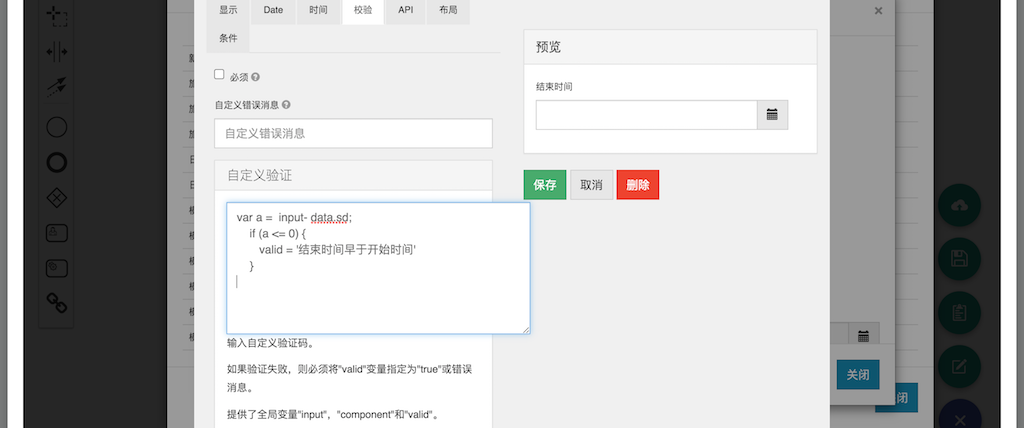 显示
Date
时间
校验
API
布局
条件
必须
自定义错误消息
自定义错误消息
自定义验证
var a =  input- data.sd;
if (a <= 0) {
valid = '结束时间早于开始时间'
}
输入自定义验证码。
如果验证失败，则必须将"valid"变量指定为"true"或错误
消息。
提供了全局变量"input"，"component"和"valid"。
预览
结束时间
保存
取消
删除
关闭
闭